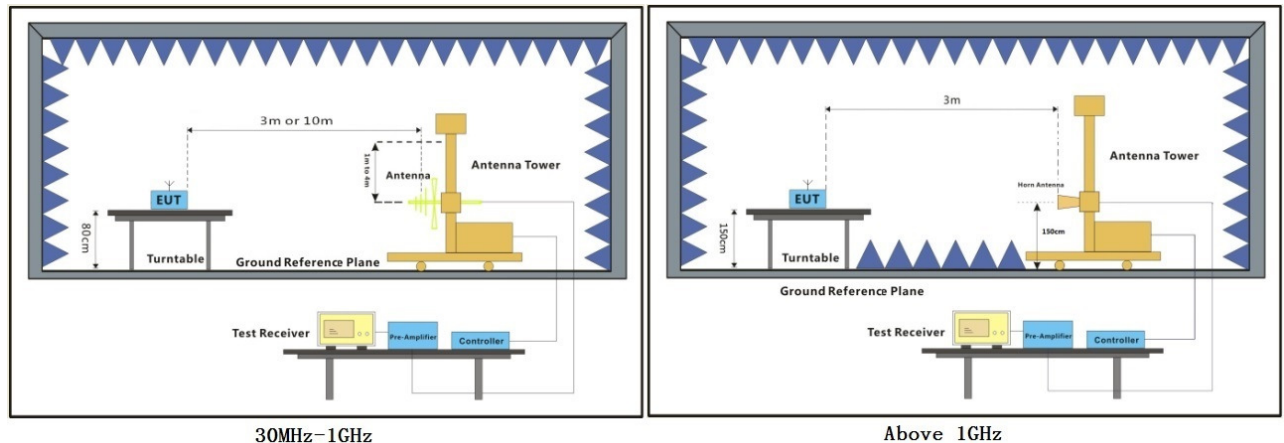 3m or 10m
1m to 4m
Antenna Tower
Antenna
EUT
80cm
Turntable
Ground Reference Plane
Test Receiver
Pre-Amplifier
Controller
30MHz-1GHz
3m
Antenna Tower
Horn Antenna
EUT
150cm
150cm
Turntable
Ground Reference Plane
Test Receiver
Pre-Amplifier
Controller
Above 1GHz